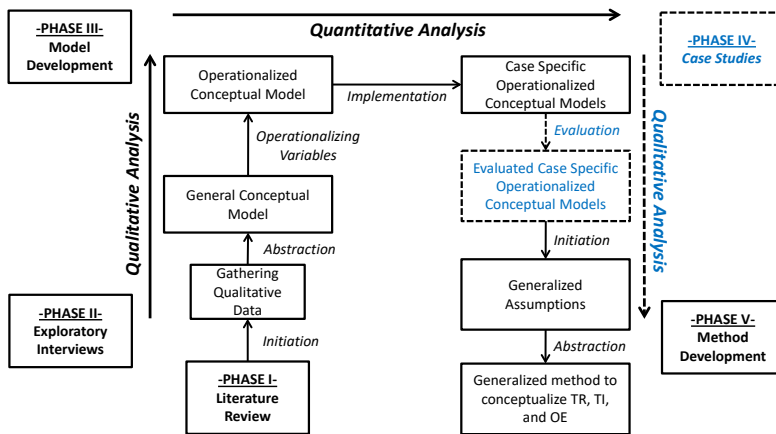 Quantitative Analysis
-PHASE III-
Model
Development
-PHASE IV-
Case Studies
Operationalized
Conceptual Model
Implementation
Case Specific
Operationalized
Conceptual Models
Qualitative Analysis
Operationalizing
Variables
Evaluation
Qualitative Analysis
Evaluated Case Specific
Operationalized
Conceptual Models
General Conceptual
Model
Abstraction
Initiation
Gathering
Qualitative
Data
Generalized
Assumptions
-PHASE II-
Exploratory
Interviews
Initiation
Abstraction
-PHASE V-
Method
Development
-PHASE I-
Literature
Review
Generalized method to
conceptualize TR, TI,
and OE